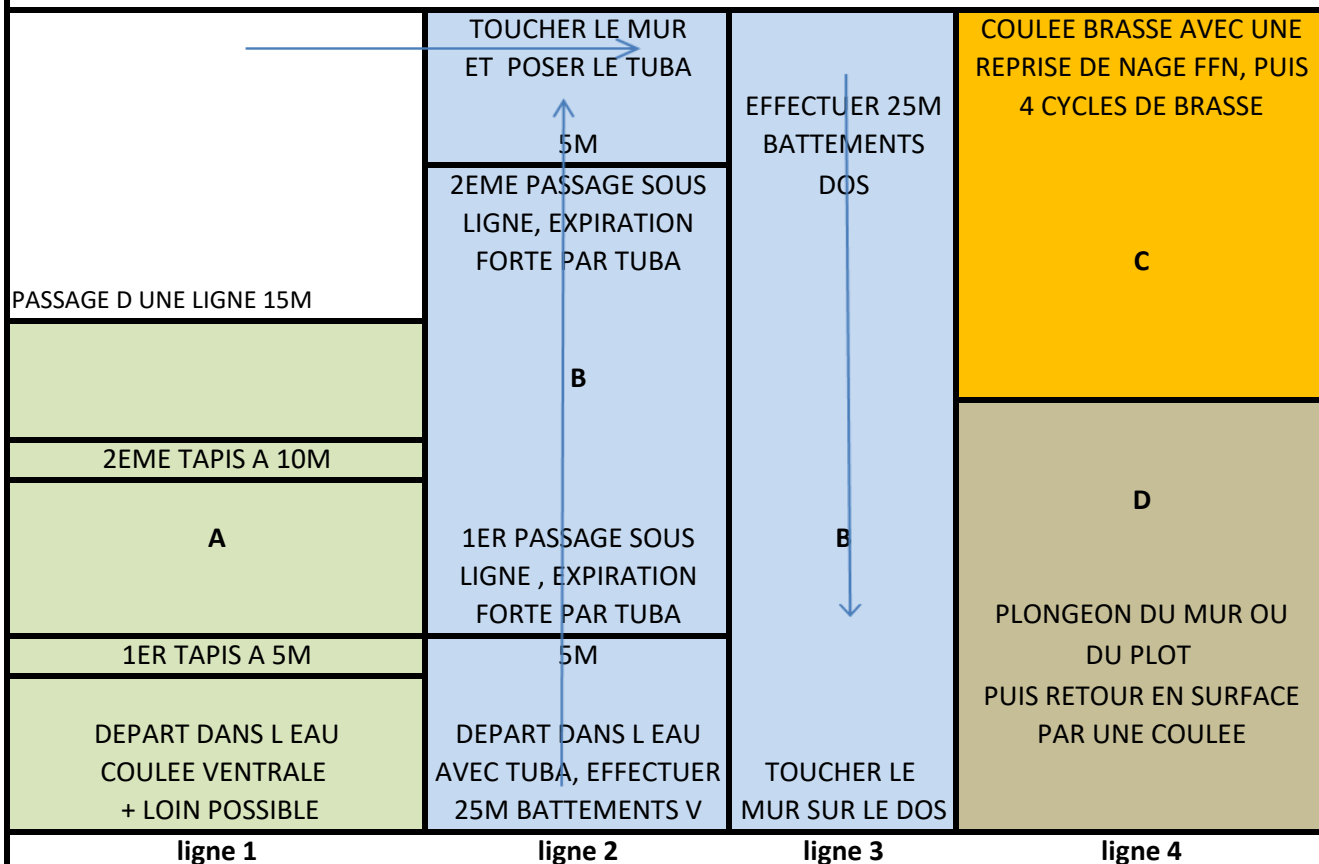 PASSAGE D UNE LIGNE 15M
2EME TAPIS A 10M
A
1ER TAPIS A 5M
DEPART DANS L EAU
COULEE VENTRALE
+ LOIN POSSIBLE
ligne 1
TOUCHER LE MUR
ET POSER LE TUBA
5M
2EME PASSAGE SOUS
LIGNE, EXPIRATION
FORTE PAR TUBA
B
1ER PASSAGE SOUS
LIGNE , EXPIRATION
FORTE PAR TUBA
5M
DEPART DANS L EAU
AVEC TUBA, EFFECTUER
25M BATTEMENTS V
ligne 2
EFFECTUER 25M
BATTEMENTS
DOS
B
TOUCHER LE
MUR SUR LE DOS
ligne 3
COULEE BRASSE AVEC UNE
REPRISE DE NAGE FFN, PUIS
4 CYCLES DE BRASSE
C
D
PLONGEON DU MUR OU
DU PLOT
PUIS RETOUR EN SURFACE
PAR UNE COULEE
ligne 4